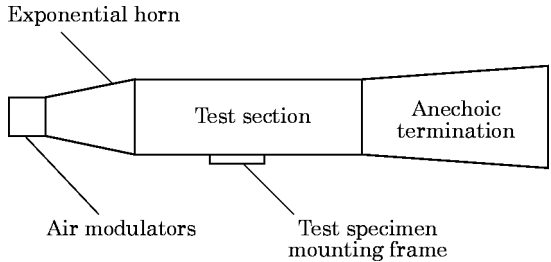 Exponential horn
Test section
Anechoic
termination
Air modulators
Test specimen
mounting frame